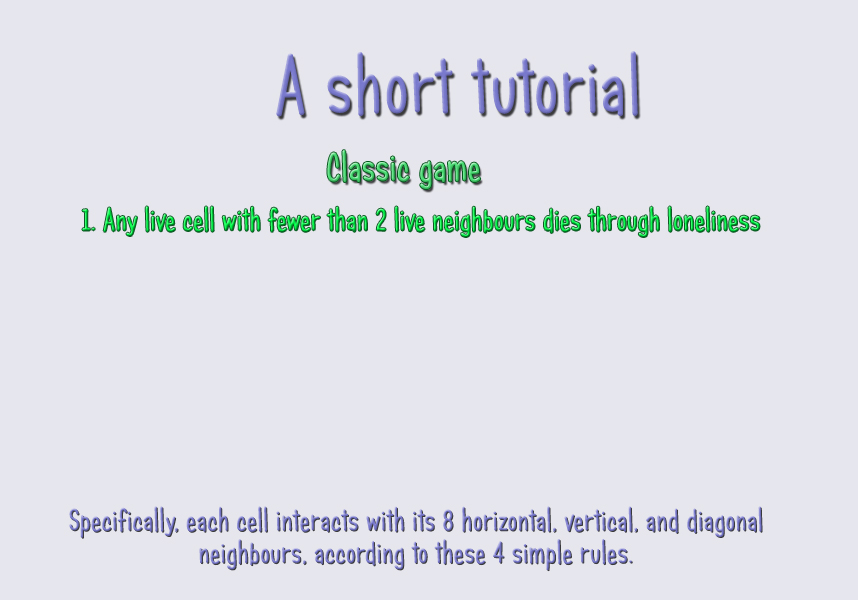 A short tutorial
Classic game
1. Any live cell with fewer than 2 live neighbours dies through loneliness
Specifically, each cell interacts with its 8 horizontal, vertical, and diagonal
neighbours, according to these 4 simple rules.